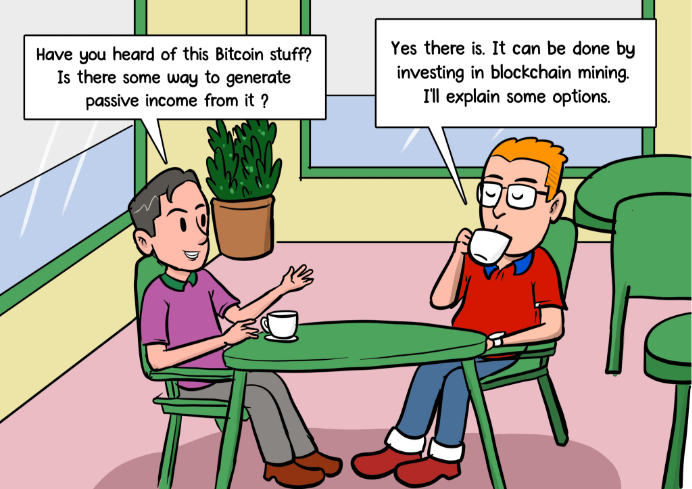 Have you heard of this Bitcoin stuff?
Is there some way to generate
passive income from it ?
Yes there is. It can be done by
investing in blockchain mining.
I'll explain some options.